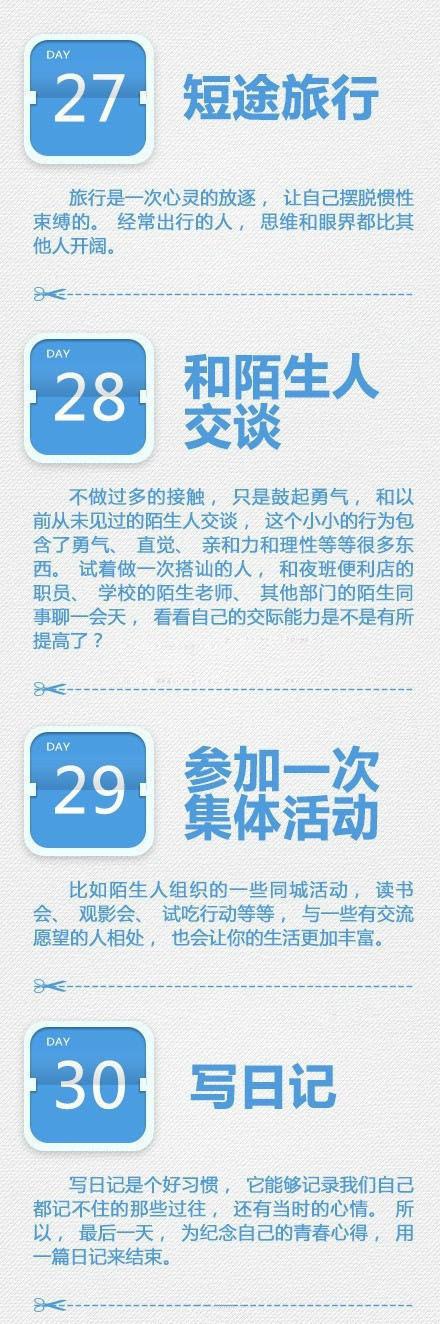 DAY
27
短途旅行
旅行是一次心灵的放逐，让自己摆脱惯性
束缚的。经常出行的人，思维和眼界都比其
他人开阔。
DAY
28
和陌生人
交谈
不做过多的接触，只是鼓起勇气，和以
前从未见过的陌生人交谈，这个小小的行为包
含了勇气、直觉、亲和力和理性等等很多东
西。试着做一次搭讪的人，和夜班便利店的
职员、学校的陌生老师、其他部门的陌生同
事聊一会天，看看自己的交际能力是不是有所
提高了？
DAY
29
参加一次
集体活动
比如陌生人组织的一些同城活动，读书
会、观影会、试吃行动等等，与一些有交流
愿望的人相处，也会让你的生活更加丰富。
DAY
30
写日记
写日记是个好习惯，它能够记录我们自己
都记不住的那些过往，还有当时的心情。所
以，最后一天，为纪念自己的青春心得，用
一篇日记来结束。